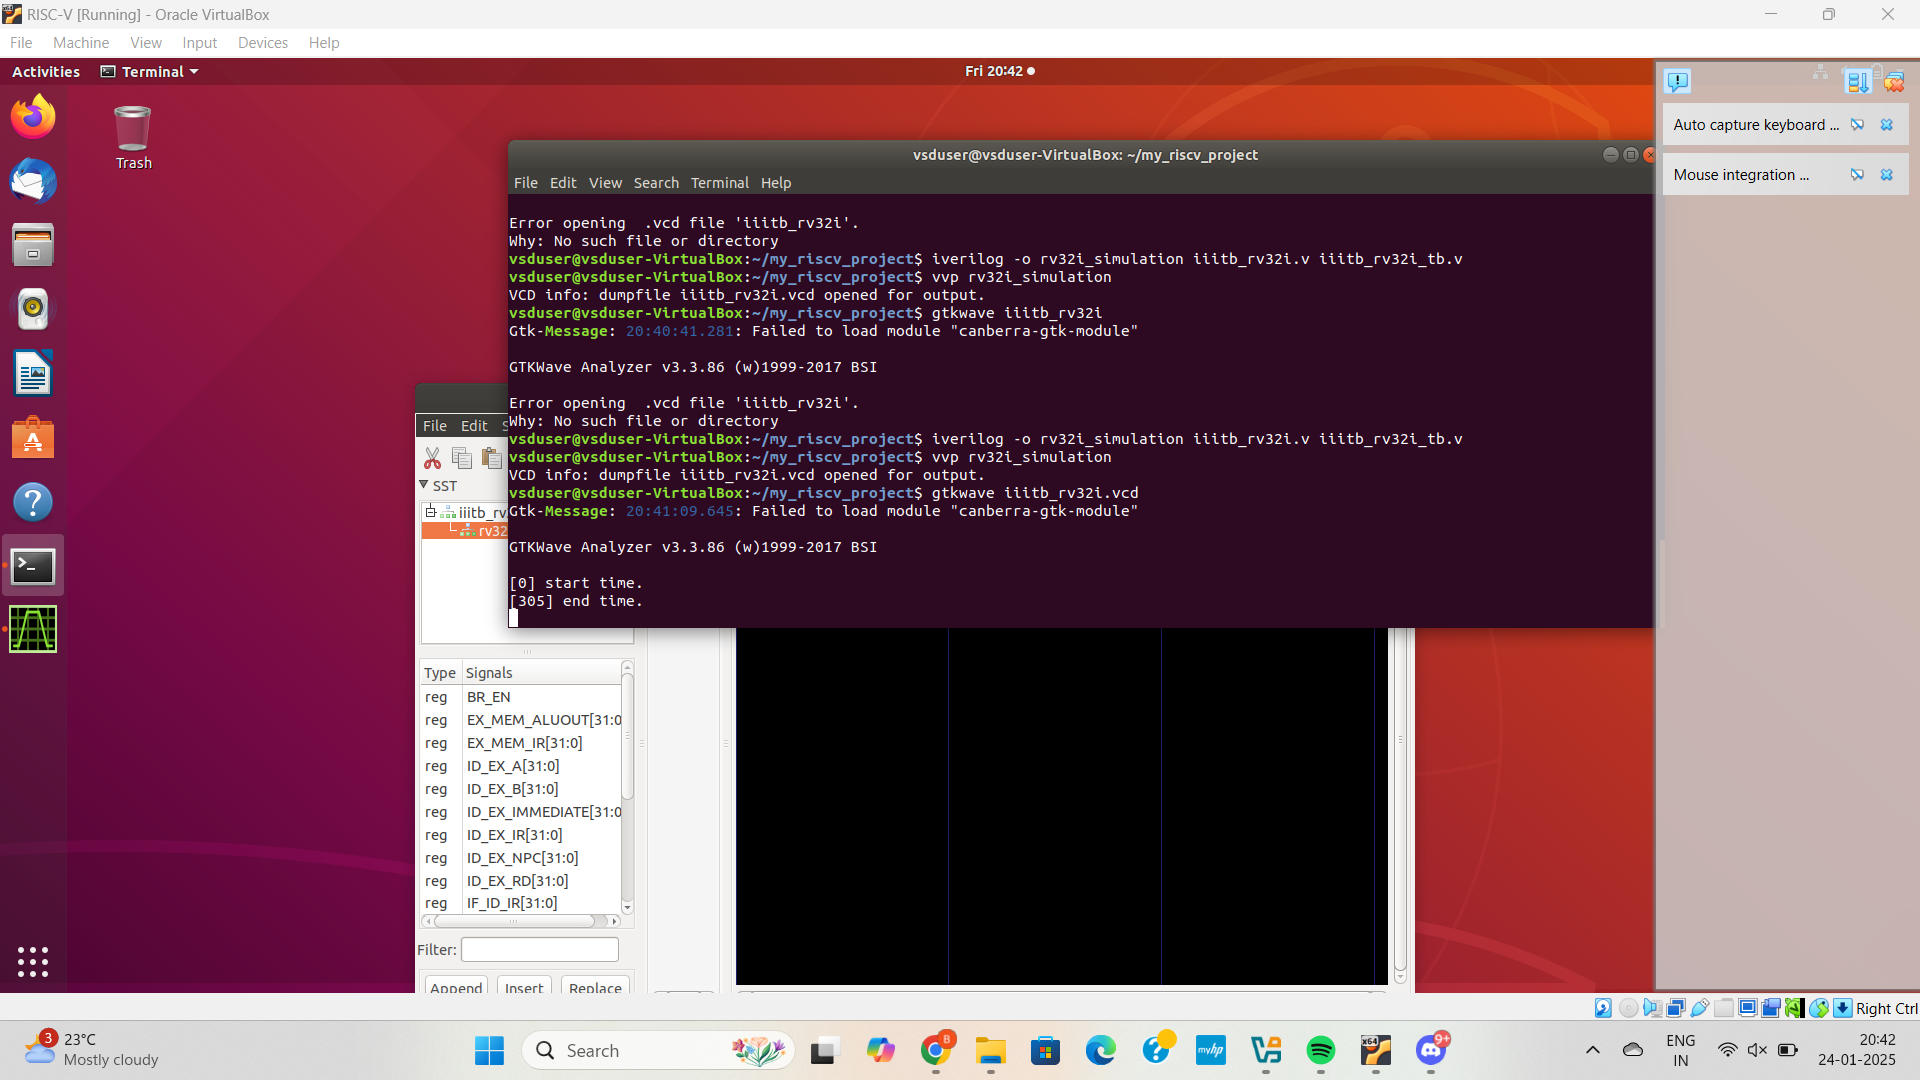 RISC-V [Running] - Oracle VirtualBox
File Machine View Input Devices Help
Activities Terminal Fri 20:42
Trash
vsduser@vsduser-VirtualBox: ~/my_riscv_project
File Edit View Search Terminal Help
Error opening  .vcd file 'iiitb_rv32i'.
Why: No such file or directory
vsduser@vsduser-VirtualBox:~/my_riscv_project$ iverilog -o rv32i_simulation iiitb_rv32i.v iiitb_rv32i_tb.v
vsduser@vsduser-VirtualBox:~/my_riscv_project$ vvp rv32i_simulation
VCD info: dumpfile iiitb_rv32i.vcd opened for output.
vsduser@vsduser-VirtualBox:~/my_riscv_project$ gtkwave iiitb_rv32i
Gtk-Message: 20:40:41.281: Failed to load module "canberra-gtk-module"
GTKWave Analyzer v3.3.86 (w)1999-2017 BSI
Error opening  .vcd file 'iiitb_rv32i'.
Why: No such file or directory
vsduser@vsduser-VirtualBox:~/my_riscv_project$ iverilog -o rv32i_simulation iiitb_rv32i.v iiitb_rv32i_tb.v
vsduser@vsduser-VirtualBox:~/my_riscv_project$ vvp rv32i_simulation
VCD info: dumpfile iiitb_rv32i.vcd opened for output.
vsduser@vsduser-VirtualBox:~/my_riscv_project$ gtkwave iiitb_rv32i.vcd
Gtk-Message: 20:41:09.645: Failed to load module "canberra-gtk-module"
GTKWave Analyzer v3.3.86 (w)1999-2017 BSI
[0] start time.
[305] end time.
Auto capture keyboard ...
Mouse integration ...
File Edit S
SST
iiitb_rv
rv32
Type Signals
reg BR_EN
reg EX_MEM_ALUOUT[31:0
reg EX_MEM_IR[31:0]
reg ID_EX_A[31:0]
reg ID_EX_B[31:0]
reg ID_EX_IMMEDIATE[31:0
reg ID_EX_IR[31:0]
reg ID_EX_NPC[31:0]
reg ID_EX_RD[31:0]
reg IF_ID_IR[31:0]
Filter:
Append Insert Replace
Right Ctrl
3
23°C
Mostly cloudy
Search
B
myhp
x64
9+
ENG
IN
20:42
24-01-2025